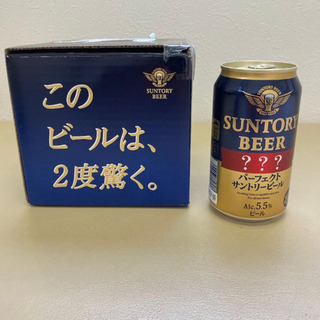 この
ビールは、
2度驚く。
SUNTORY
BEER
SUNTORY
BEER
???
パーフェクト
サントリービール
Alc.5.5%
ビール